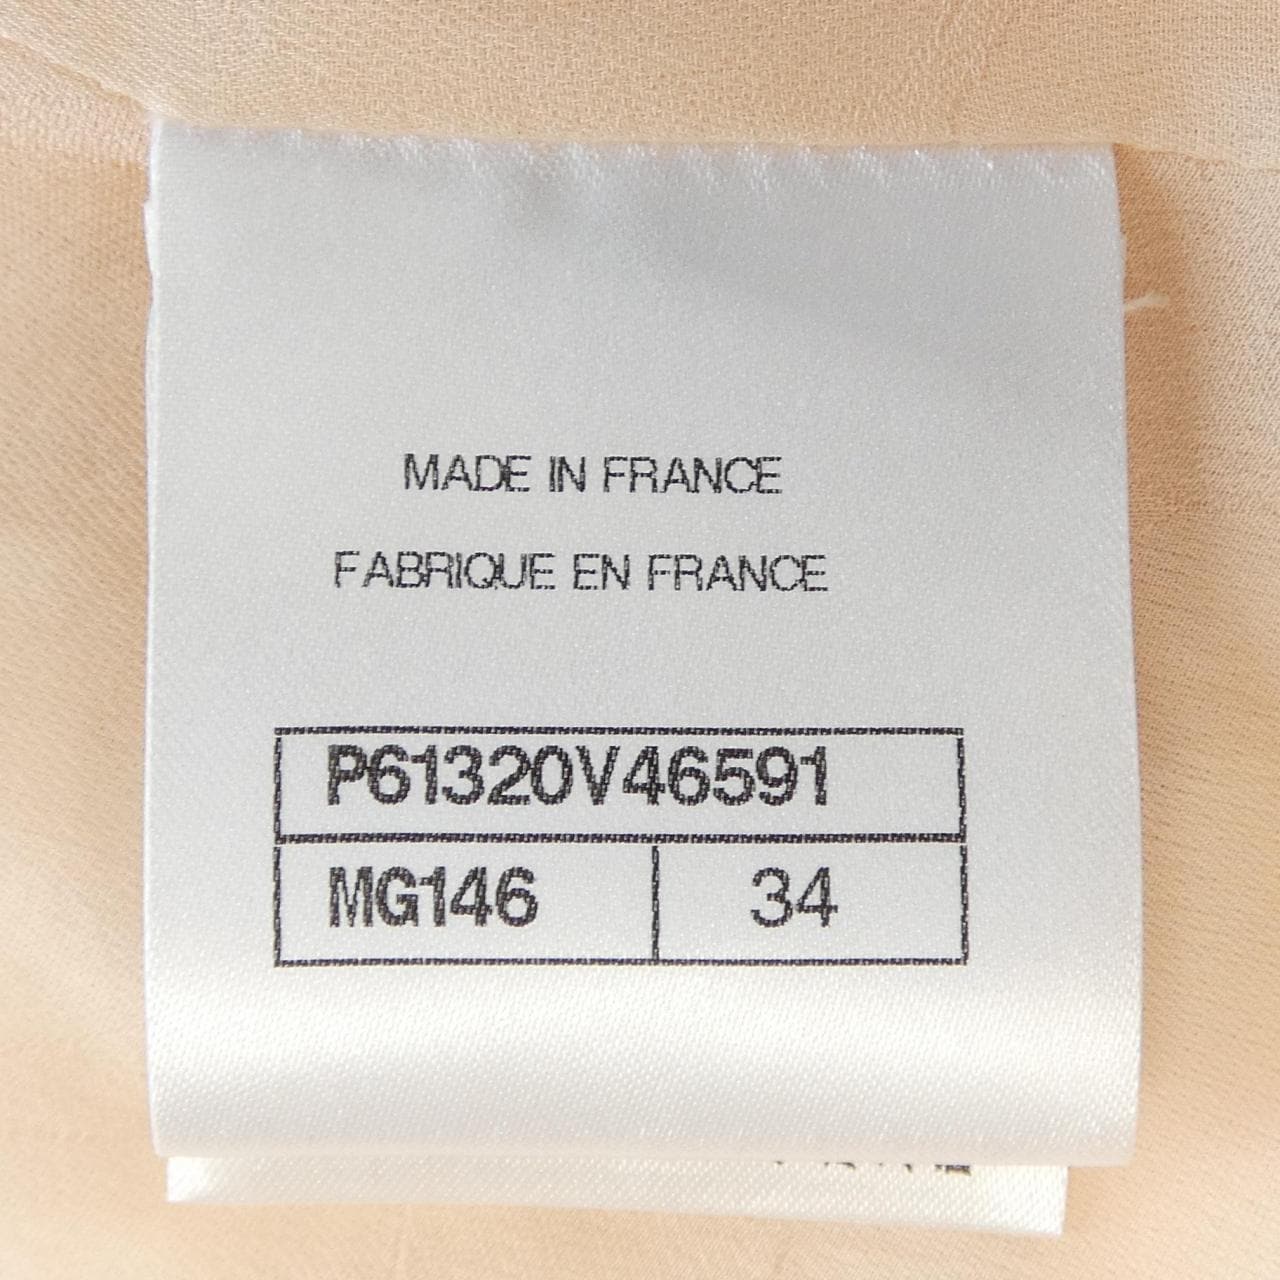 MADE IN FRANCE
FABRIQUE EN FRANCE
P61320V46591
MG146 34